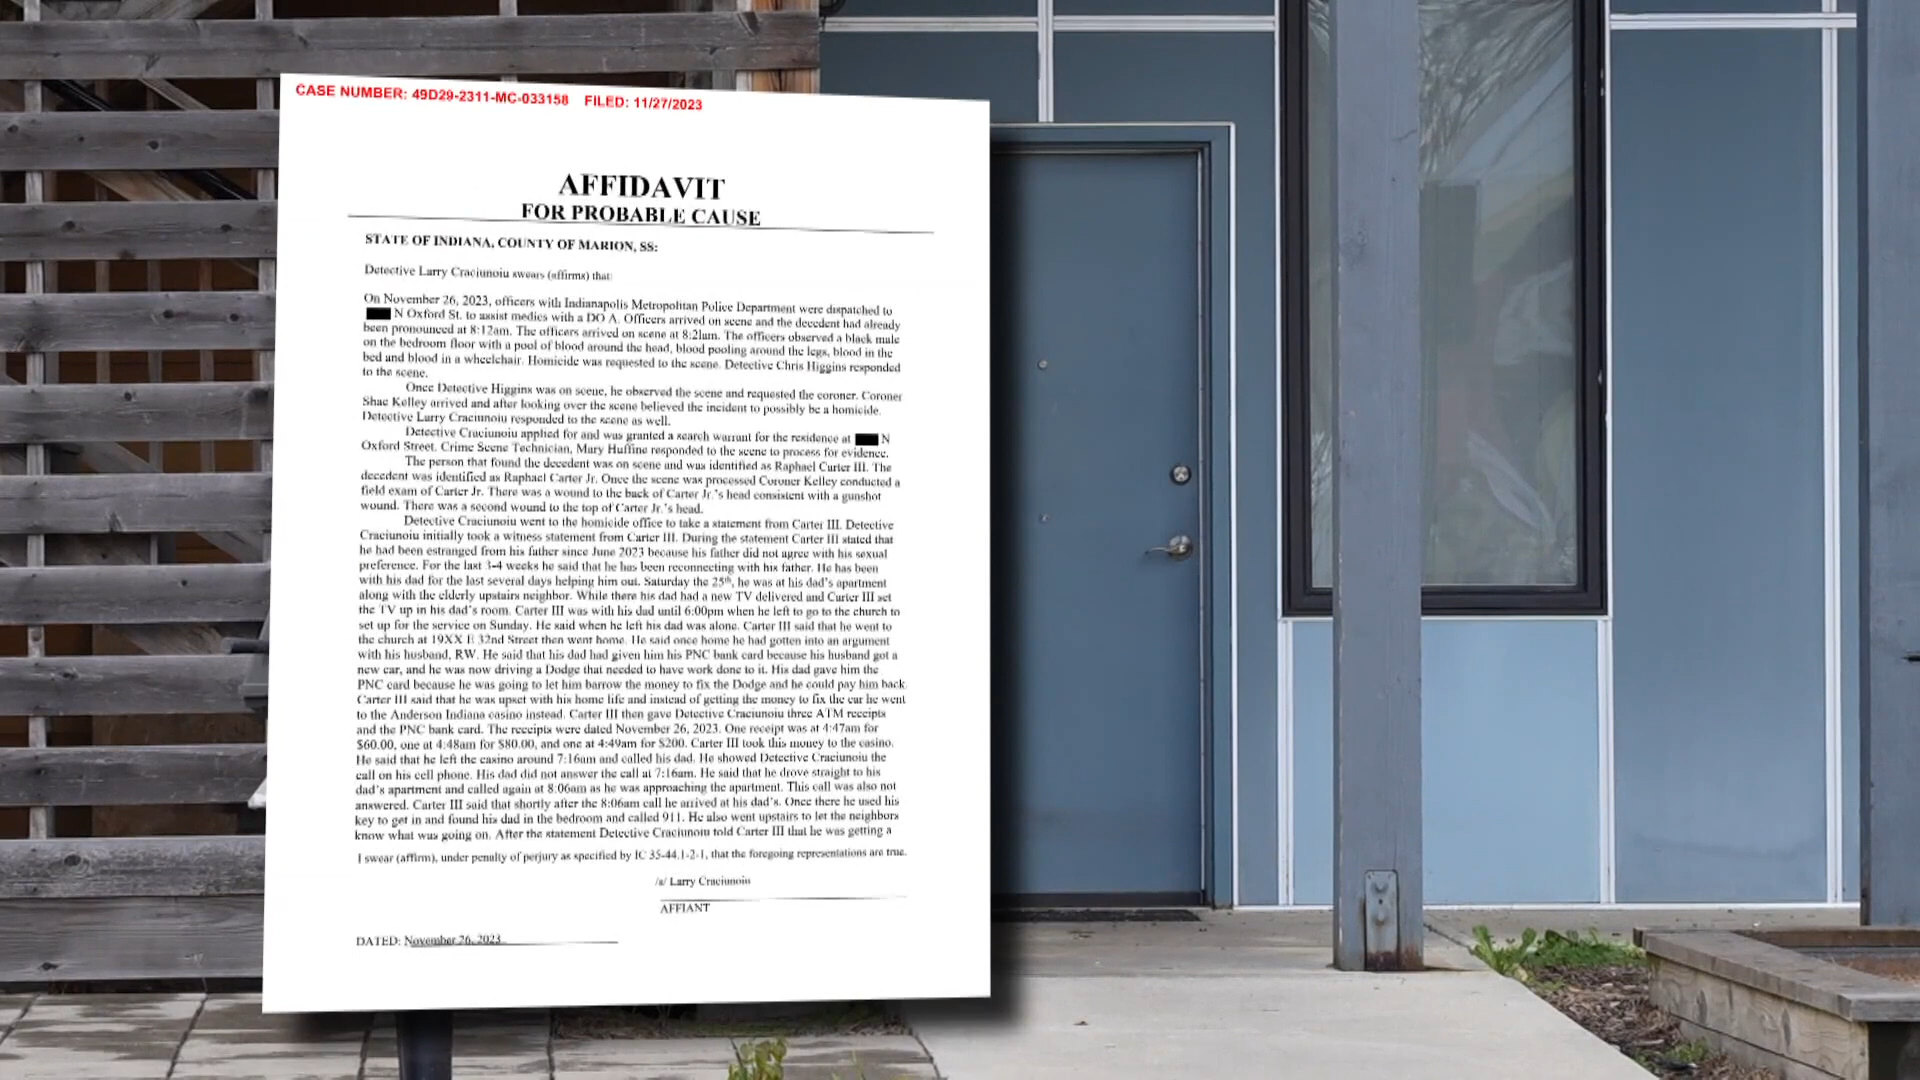 CASE NUMBER: 49D29-2311-MC-033158 FILED: 11/27/2023
AFFIDAVIT
FOR PROBABLE CAUSE
STATE OF INDIANA, COUNTY OF MARION, SS:
Detective Larry Craciunoiu swears (affirms) that:
On November 26, 2023, officers with Indianapolis Metropolitan Police Department were dispatched to
N Oxford St. to assist medics with a DO A. Officers arrived on scene and the decedent had already
been pronounced at 8:12am. The officers arrived on scene at 8:21am. The officers observed a black male
on the bedroom floor with a pool of blood around the head, blood pooling around the legs, blood in the
bed and blood in a wheelchair. Homicide was requested to the scene. Detective Chris Higgins responded
to the scene.
Once Detective Higgins was on scene, he observed the scene and requested the coroner. Coroner
Shae Kelley arrived and after looking over the scene believed the incident to possibly be a homicide.
Detective Larry Craciunoiu responded to the scene as well.
Detective Craciunoiu applied for and was granted a search warrant for the residence at N
Oxford Street. Crime Scene Technician, Mary Huffine responded to the scene to process for evidence.
The person that found the decedent was on scene and was identified as Raphael Carter III. The
decedent was identified as Raphael Carter Jr. Once the scene was processed Coroner Kelley conducted a
field exam of Carter Jr. There was a wound to the back of Carter Jr.'s head consistent with a gunshot
wound. There was a second wound to the top of Carter Jr.'s head.
Detective Craciunoiu went to the homicide office to take a statement from Carter III. Detective
Craciunoiu initially took a witness statement from Carter III. During the statement Carter III stated that
he had been estranged from his father since June 2023 because his father did not agree with his sexual
preference. For the last 3-4 weeks he said that he has been reconnecting with his father. He has been
with his dad for the last several days helping him out. Saturday the 25th, he was at his dad's apartment
along with the elderly upstairs neighbor. While there his dad had a new TV delivered and Carter III set
the TV up in his dad's room. Carter III was with his dad until 6:00pm when he left to go to the church to
set up for the service on Sunday. He said when he left his dad was alone. Carter III said that he went to
the church at 19XX E 32nd Street then went home. He said once home he had gotten into an argument
with his husband, RW. He said that his dad had given him his PNC bank card because his husband got a
new car, and he was now driving a Dodge that needed to have work done to it. His dad gave him the
PNC card because he was going to let him barrow the money to fix the Dodge and he could pay him back.
Carter III said that he was upset with his home life and instead of getting the money to fix the car he went
to the Anderson Indiana casino instead. Carter III then gave Detective Craciunoiu three ATM receipts
and the PNC bank card. The receipts were dated November 26, 2023. One receipt was at 4:47am for
$60.00, one at 4:48am for $80.00, and one at 4:49am for $200. Carter III took this money to the casino.
He said that he left the casino around 7:16am and called his dad. He showed Detective Craciunoiu the
call on his cell phone. His dad did not answer the call at 7:16am. He said that he drove straight to his
dad's apartment and called again at 8:06am as he was approaching the apartment. This call was also not
answered. Carter III said that shortly after the 8:06am call he arrived at his dad's. Once there he used his
key to get in and found his dad in the bedroom and called 911. He also went upstairs to let the neighbors
know what was going on. After the statement Detective Craciunoiu told Carter III that he was getting a
I swear (affirm), under penalty of perjury as specified by IC 35-44.1-2-1, that the foregoing representations are true.
/s/ Larry Craciunoiu
AFFIANT
DATED: November 26, 2023